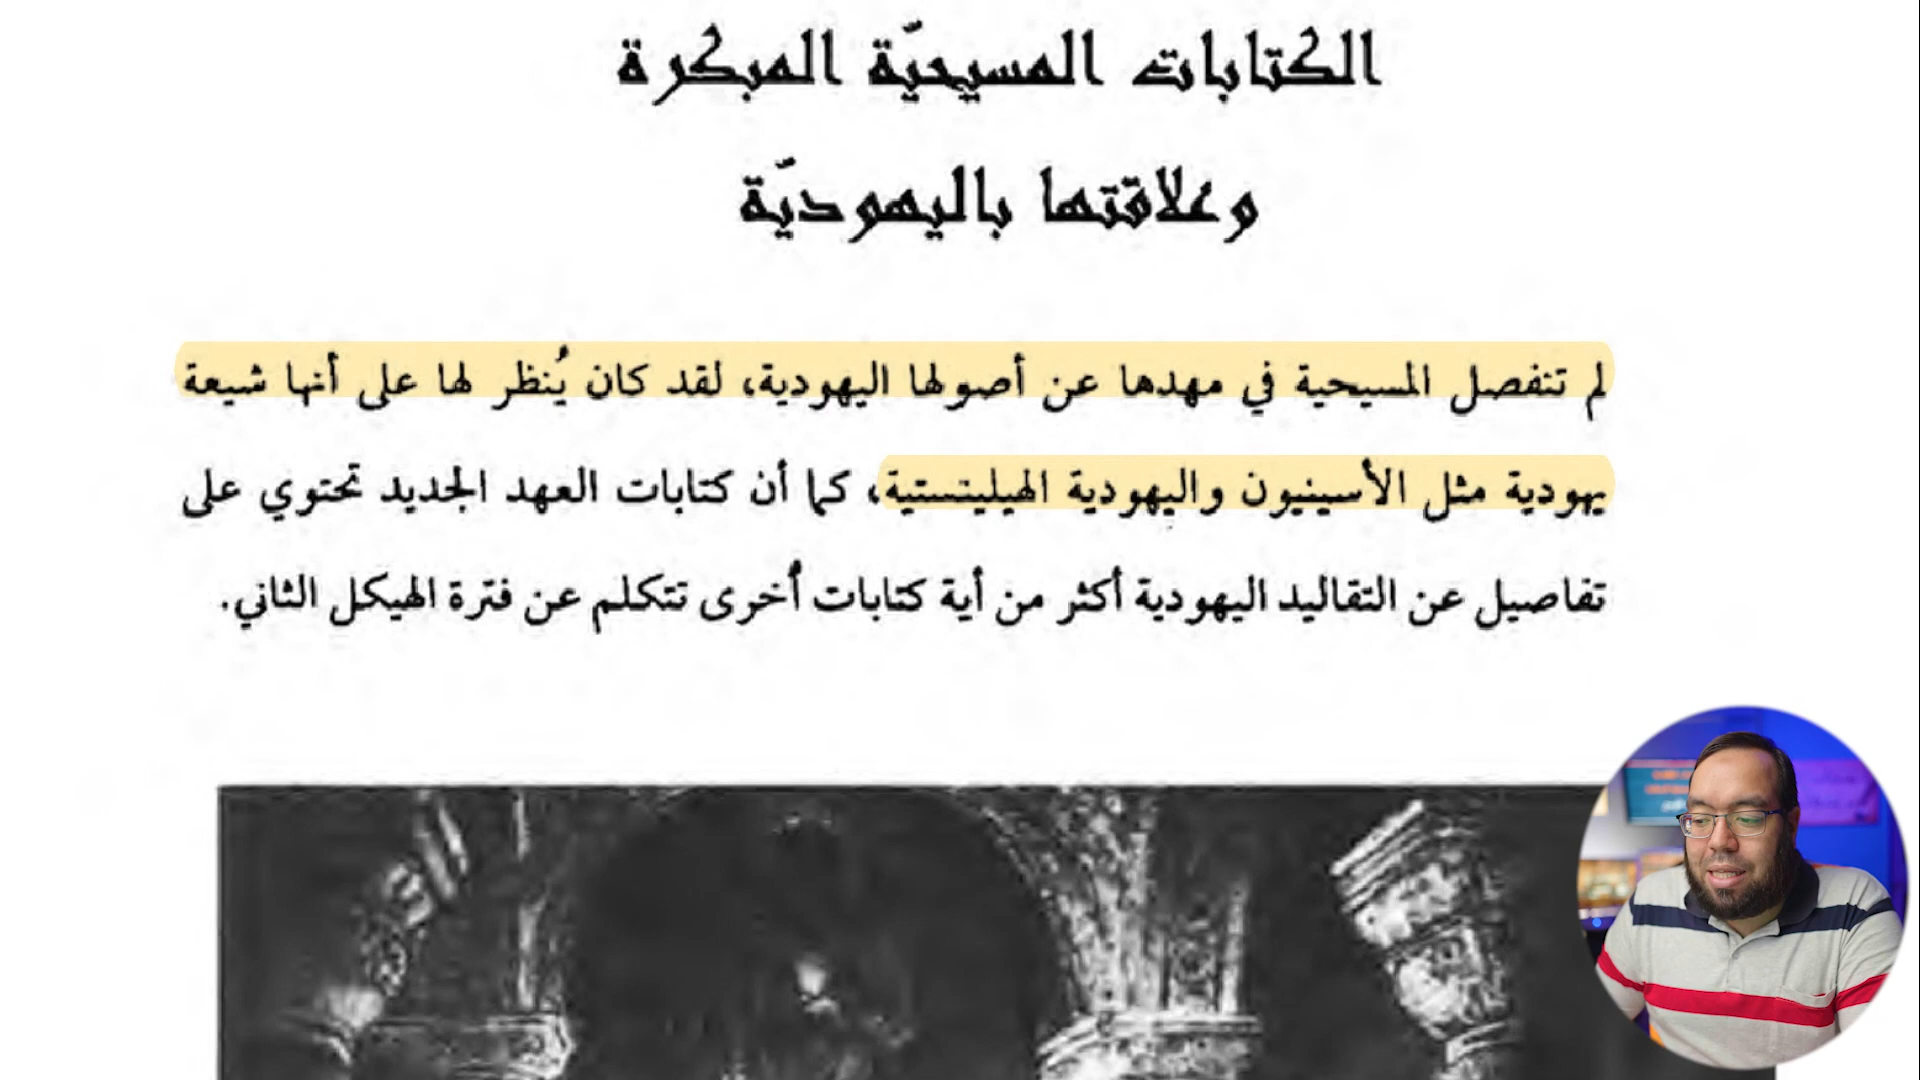 الكتابات المسيحيّة المبكرة
وعلاقتها باليهوديّة
لم تنفصل المسيحية في مهدها عن أصولها اليهودية، لقد كان يُنظر لها على أنها شيعة
يهودية مثل الأسينيون واليهودية الهيلينستية، كما أن كتابات العهد الجديد تحتوي على
تفاصيل عن التقاليد اليهودية أكثر من أية كتابات أُخرى تتكلم عن فترة الهيكل الثاني.